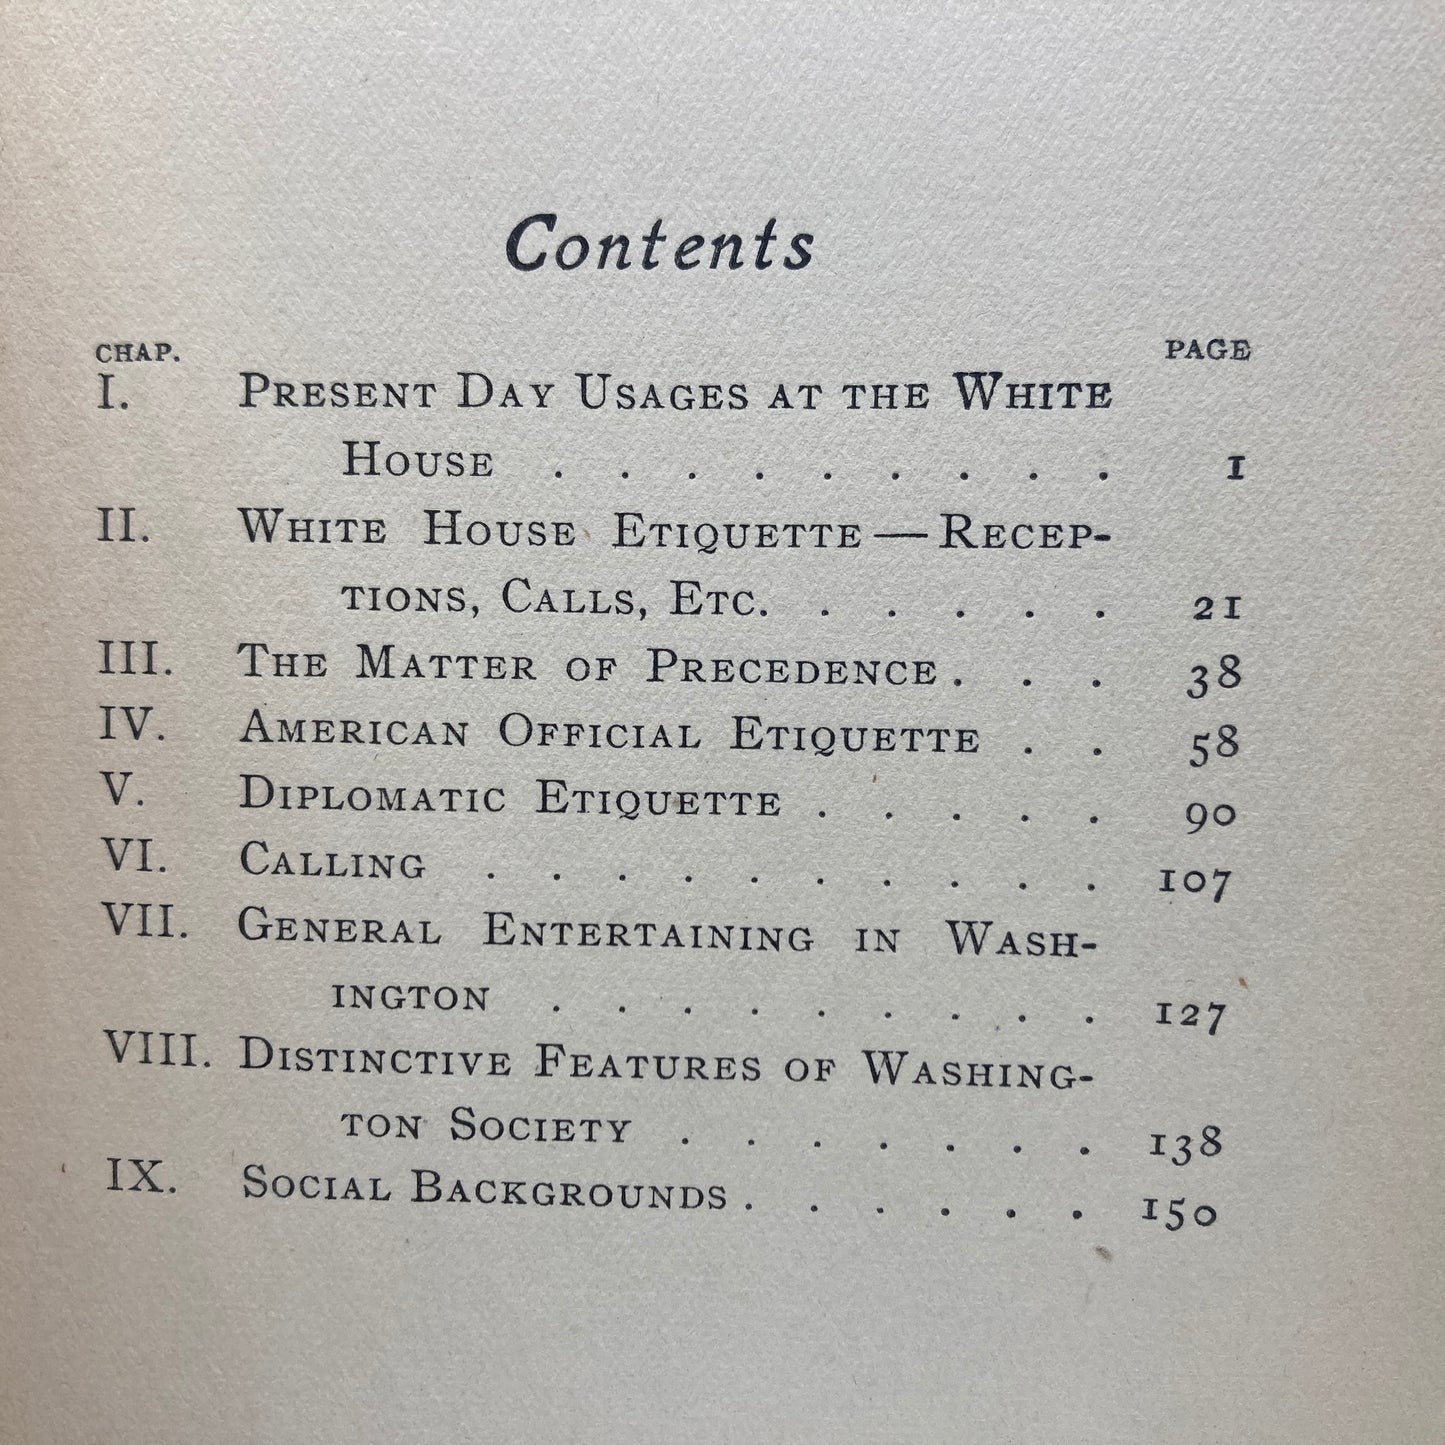 Contents
CHAP. PAGE
I. PRESENT DAY USAGES AT THE WHITE
HOUSE . . . . . . . . . 1
II. WHITE HOUSE ETIQUETTE — RECEP-
TIONS, CALLS, ETC. . . . . . 21
III. THE MATTER OF PRECEDENCE . . . 38
IV. AMERICAN OFFICIAL ETIQUETTE . . 58
V. DIPLOMATIC ETIQUETTE . . . . . 90
VI. CALLING . . . . . . . . . . 107
VII. GENERAL ENTERTAINING IN WASH-
INGTON . . . . . . . . . 127
VIII. DISTINCTIVE FEATURES OF WASHING-
TON SOCIETY . . . . . . . 138
IX. SOCIAL BACKGROUNDS . . . . . . 150